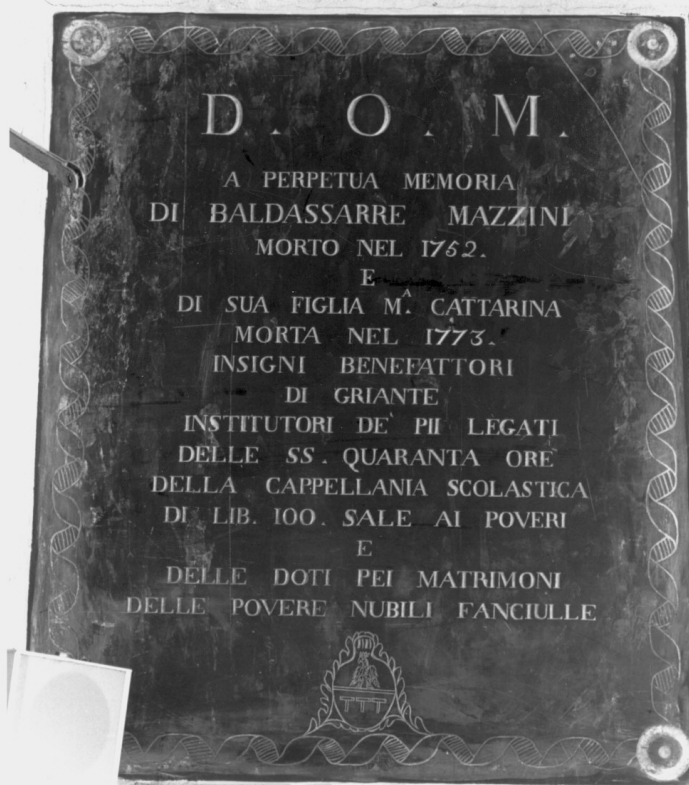 D. O. M.
A PERPETUA MEMORIA
DI BALDASSARRE MAZZINI
MORTO NEL 1752.
E
DI SUA FIGLIA M.A CATTARINA
MORTA NEL 1773.
INSIGNI BENEFATTORI
DI GRIANTE
INSTITUTORI DE' PII LEGATI
DELLE SS. QUARANTA ORE
DELLA CAPPELLANIA SCOLASTICA
DI LIB. 100. SALE AI POVERI
E
DELLE DOTI PEI MATRIMONI
DELLE POVERE NUBILI FANCIULLE